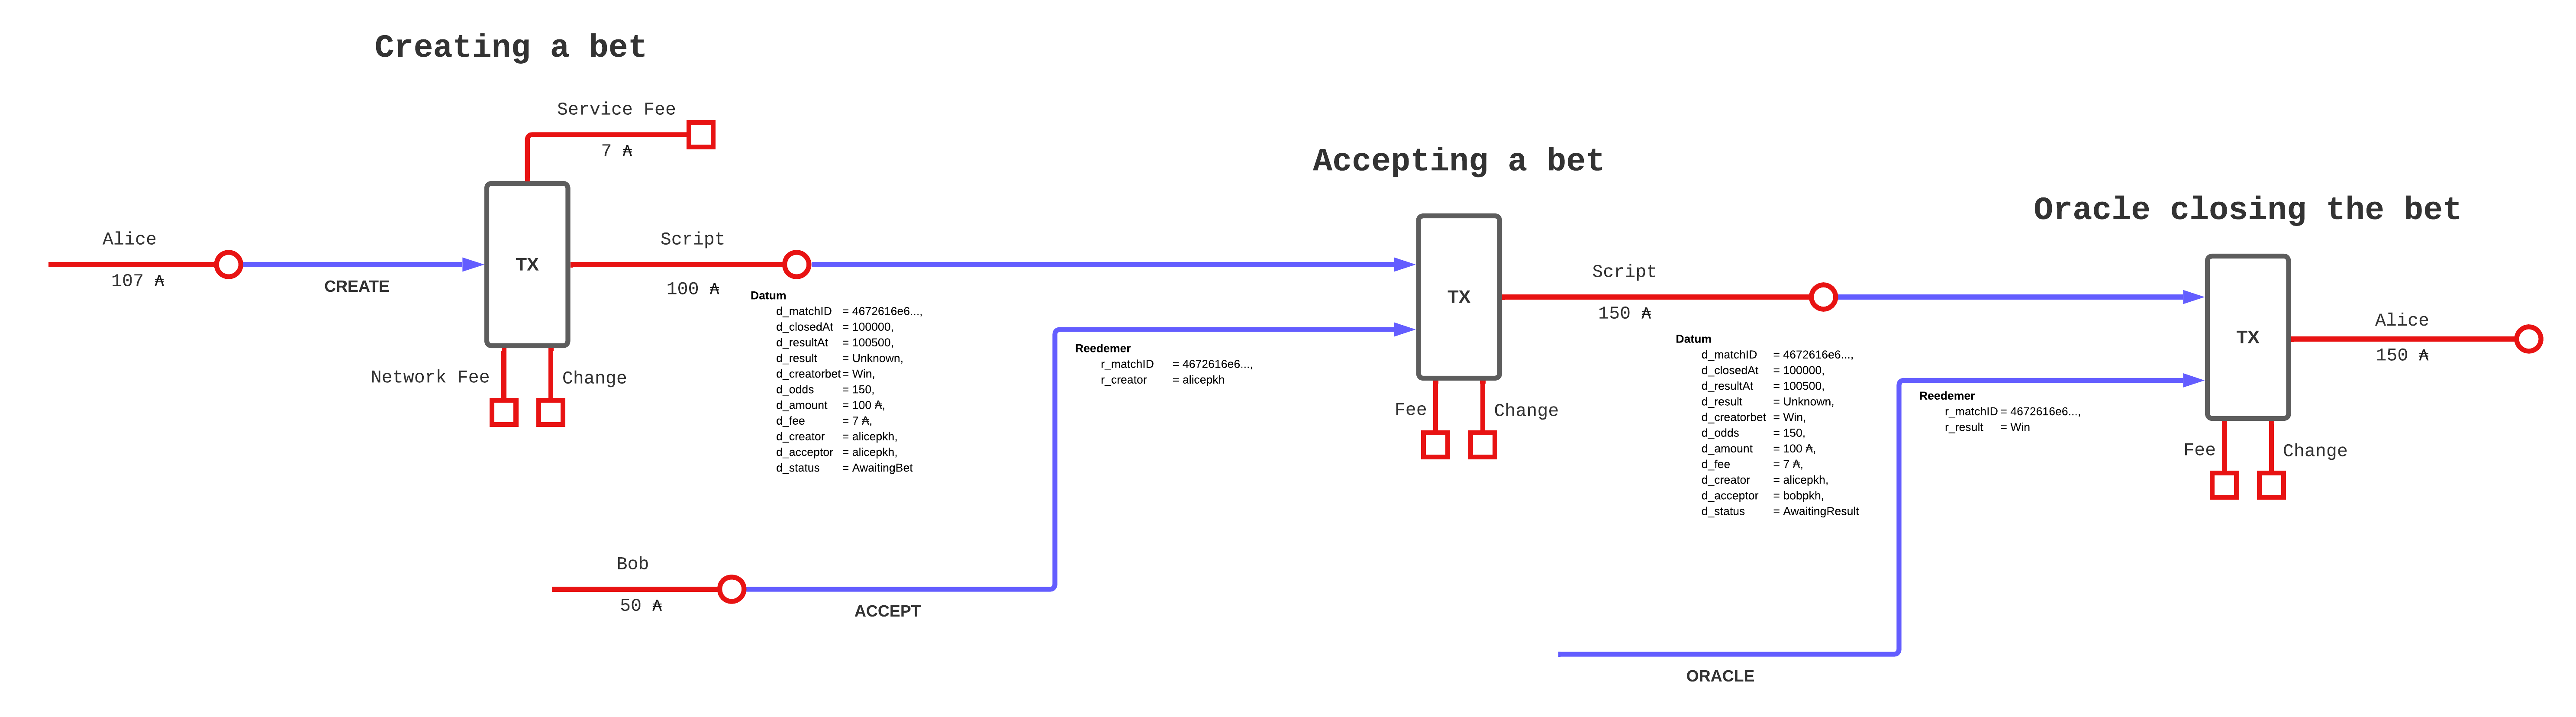 Creating a bet
Service Fee
7 ₳
Alice
107 ₳
CREATE
TX
Script
100 ₳
Network Fee
Change
Datum
d_matchID = 4672616e6...,
d_closedAt = 100000,
d_resultAt = 100500,
d_result = Unknown,
d_creatorbet = Win,
d_odds = 150,
d_amount = 100 ₳,
d_fee = 7 ₳,
d_creator = alicepkh,
d_acceptor = alicepkh,
d_status = AwaitingBet
Bob
50 ₳
ACCEPT
Accepting a bet
Reedemer
r_matchID = 4672616e6...,
r_creator = alicepkh
TX
Fee
Change
Script
150 ₳
Datum
d_matchID = 4672616e6...,
d_closedAt = 100000,
d_resultAt = 100500,
d_result = Unknown,
d_creatorbet = Win,
d_odds = 150,
d_amount = 100 ₳,
d_fee = 7 ₳,
d_creator = alicepkh,
d_acceptor = bobpkh,
d_status = AwaitingResult
ORACLE
Oracle closing the bet
Reedemer
r_matchID = 4672616e6...,
r_result = Win
TX
Fee
Change
Alice
150 ₳